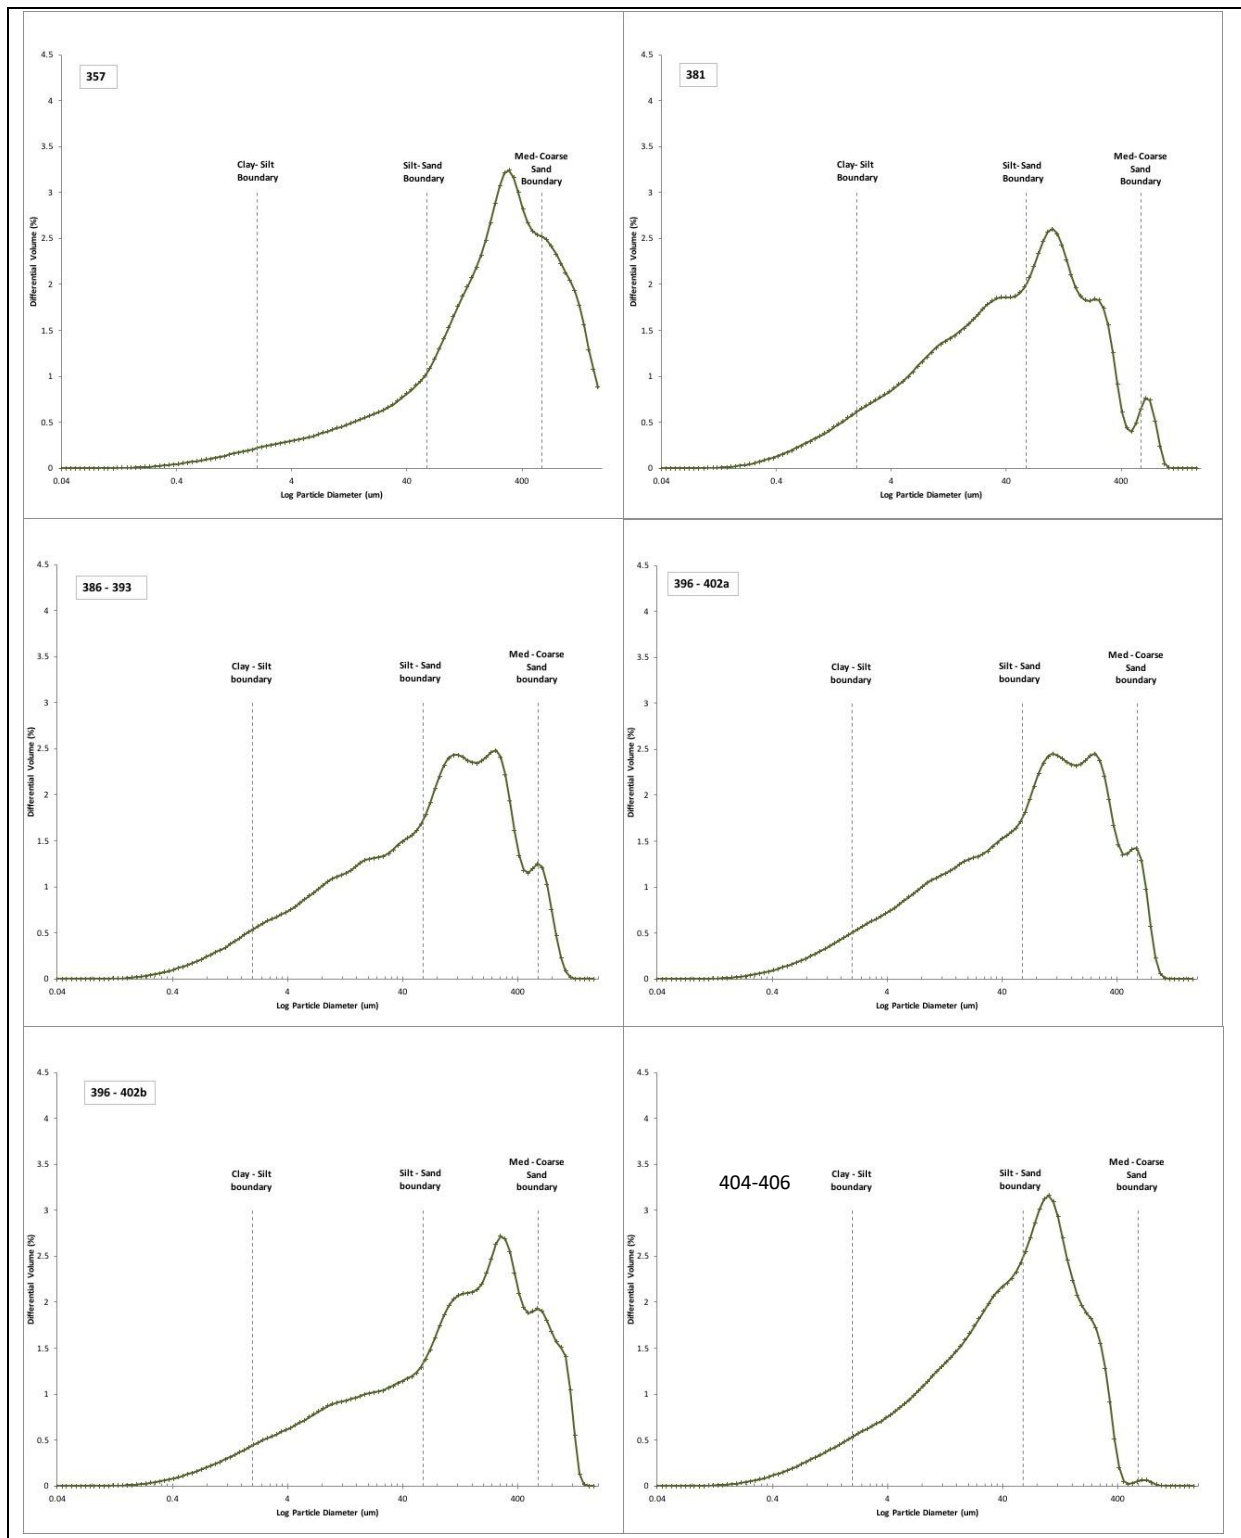 357
4.5
4
3.5
3
2.5
2
1.5
1
0.5
0
Differential Volume (%)
Clay- Silt
Boundary
Silt- Sand
Boundary
Med- Coarse
Sand
Boundary
0.04
0.4
4
40
400
Log Particle Diameter (um)
381
4.5
4
3.5
3
2.5
2
1.5
1
0.5
0
Differential Volume (%)
Clay- Silt
Boundary
Silt- Sand
Boundary
Med- Coarse
Sand
Boundary
0.04
0.4
4
40
400
Log Particle Diameter (um)
386 - 393
4.5
4
3.5
3
2.5
2
1.5
1
0.5
0
Differential Volume (%)
Clay - Silt
boundary
Silt - Sand
boundary
Med - Coarse
Sand
boundary
0.04
0.4
4
40
400
Log Particle Diameter (um)
396 - 402a
4.5
4
3.5
3
2.5
2
1.5
1
0.5
0
Differential Volume (%)
Clay - Silt
boundary
Silt - Sand
boundary
Med - Coarse
Sand
boundary
0.04
0.4
4
40
400
Log Particle Diameter (um)
396 - 402b
4.5
4
3.5
3
2.5
2
1.5
1
0.5
0
Differential Volume (%)
Clay - Silt
boundary
Silt - Sand
boundary
Med - Coarse
Sand
boundary
0.04
0.4
4
40
400
Log Particle Diameter (um)
404-406
4.5
4
3.5
3
2.5
2
1.5
1
0.5
0
Differential Volume (%)
Clay - Silt
boundary
Silt - Sand
boundary
Med - Coarse
Sand
boundary
0.04
0.4
4
40
400
Log Particle Diameter (um)